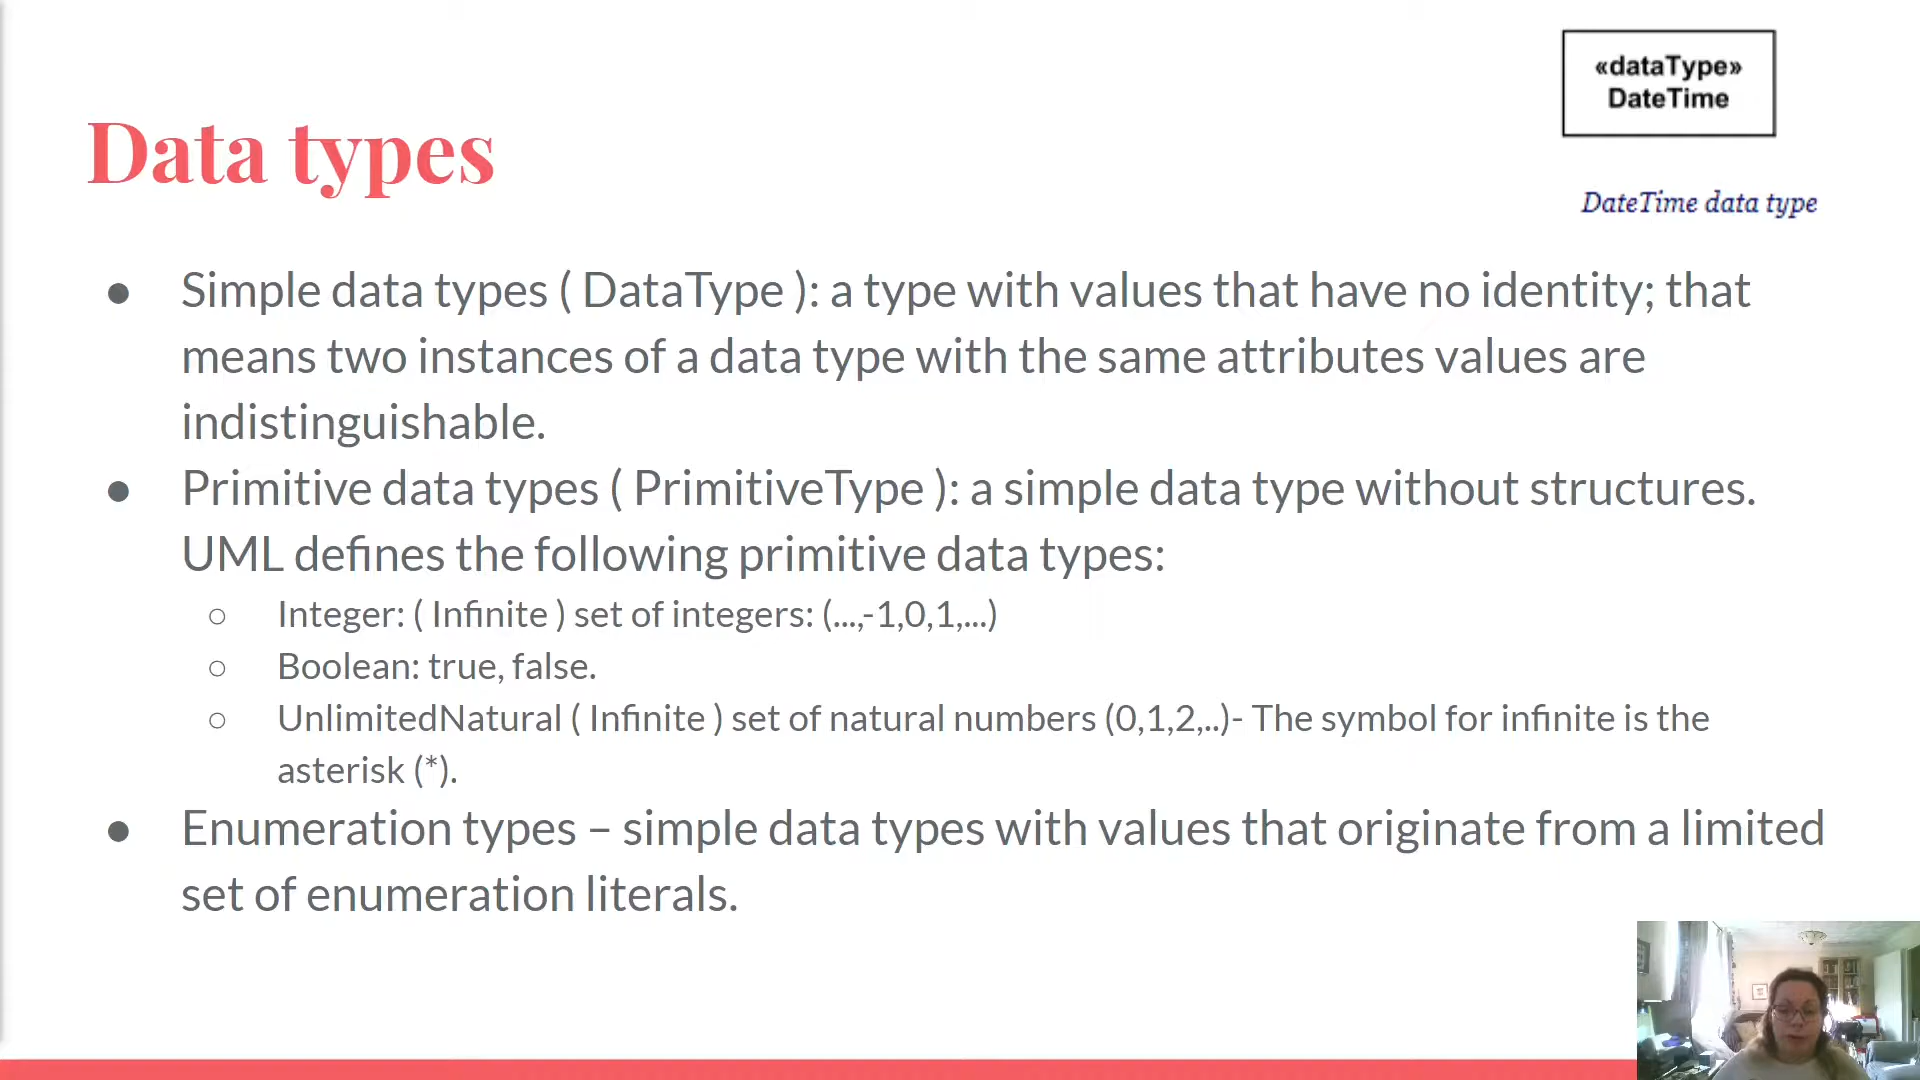 «dataType»
DateTime
Data types
DateTime data type
● Simple data types ( DataType ): a type with values that have no identity; that
means two instances of a data type with the same attributes values are
indistinguishable.
● Primitive data types ( PrimitiveType ): a simple data type without structures.
UML defines the following primitive data types:
○ Integer: ( Infinite ) set of integers: (...,-1,0,1,...)
○ Boolean: true, false.
○ UnlimitedNatural ( Infinite ) set of natural numbers (0,1,2,..)- The symbol for infinite is the
asterisk (*).
● Enumeration types – simple data types with values that originate from a limited
set of enumeration literals.